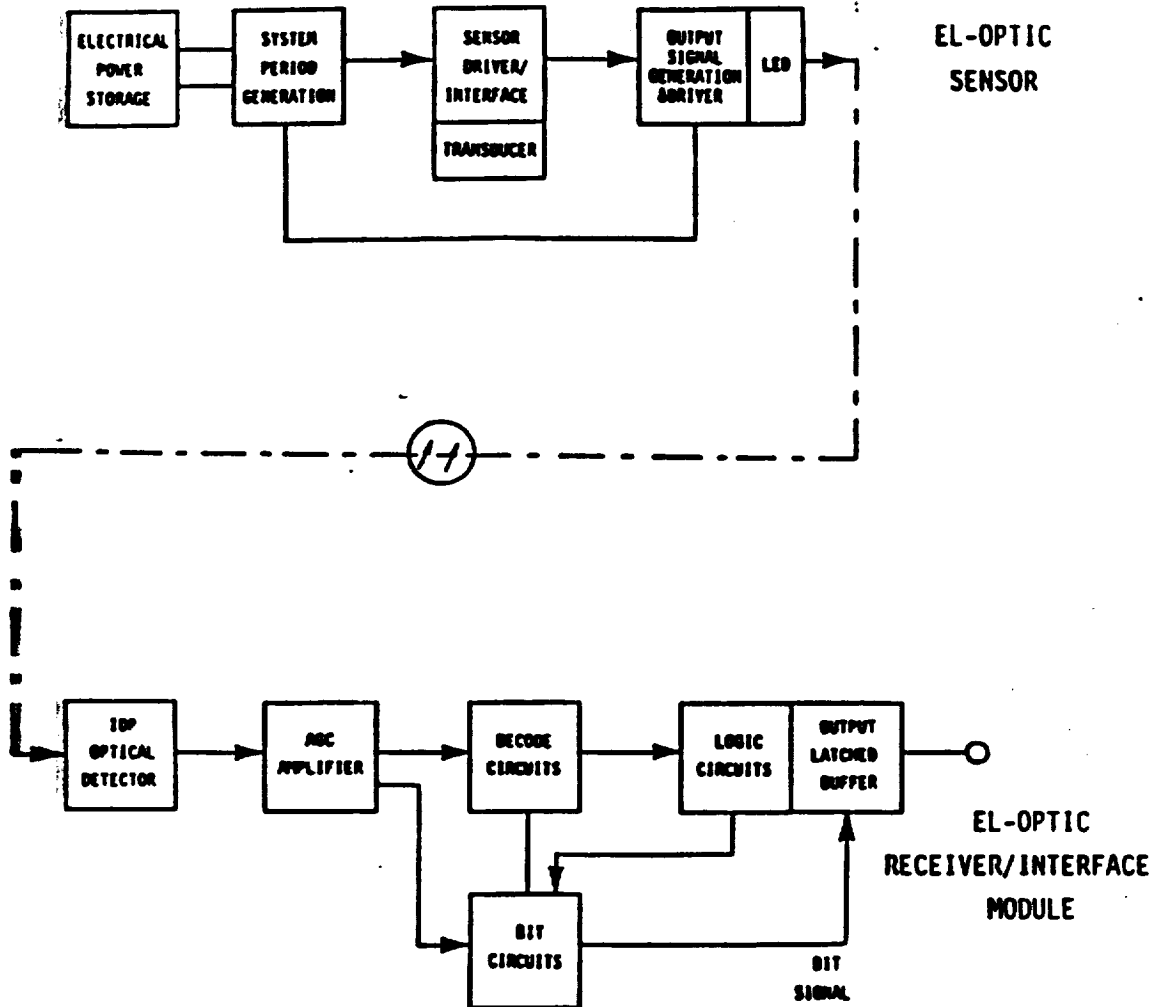 ELECTRICAL
POWER
STORAGE
SYSTEM
PERIOD
GENERATION
SENSOR
DRIVER/
INTERFACE
TRANSDUCER
OUTPUT
SIGNAL
GENERATION
&DRIVER
LED
EL-OPTIC
SENSOR
IDP
OPTICAL
DETECTOR
AGC
AMPLIFIER
DECODE
CIRCUITS
LOGIC
CIRCUITS
OUTPUT
LATCHED
BUFFER
EL-OPTIC
RECEIVER/INTERFACE
MODULE
BIT
CIRCUITS
BIT
SIGNAL